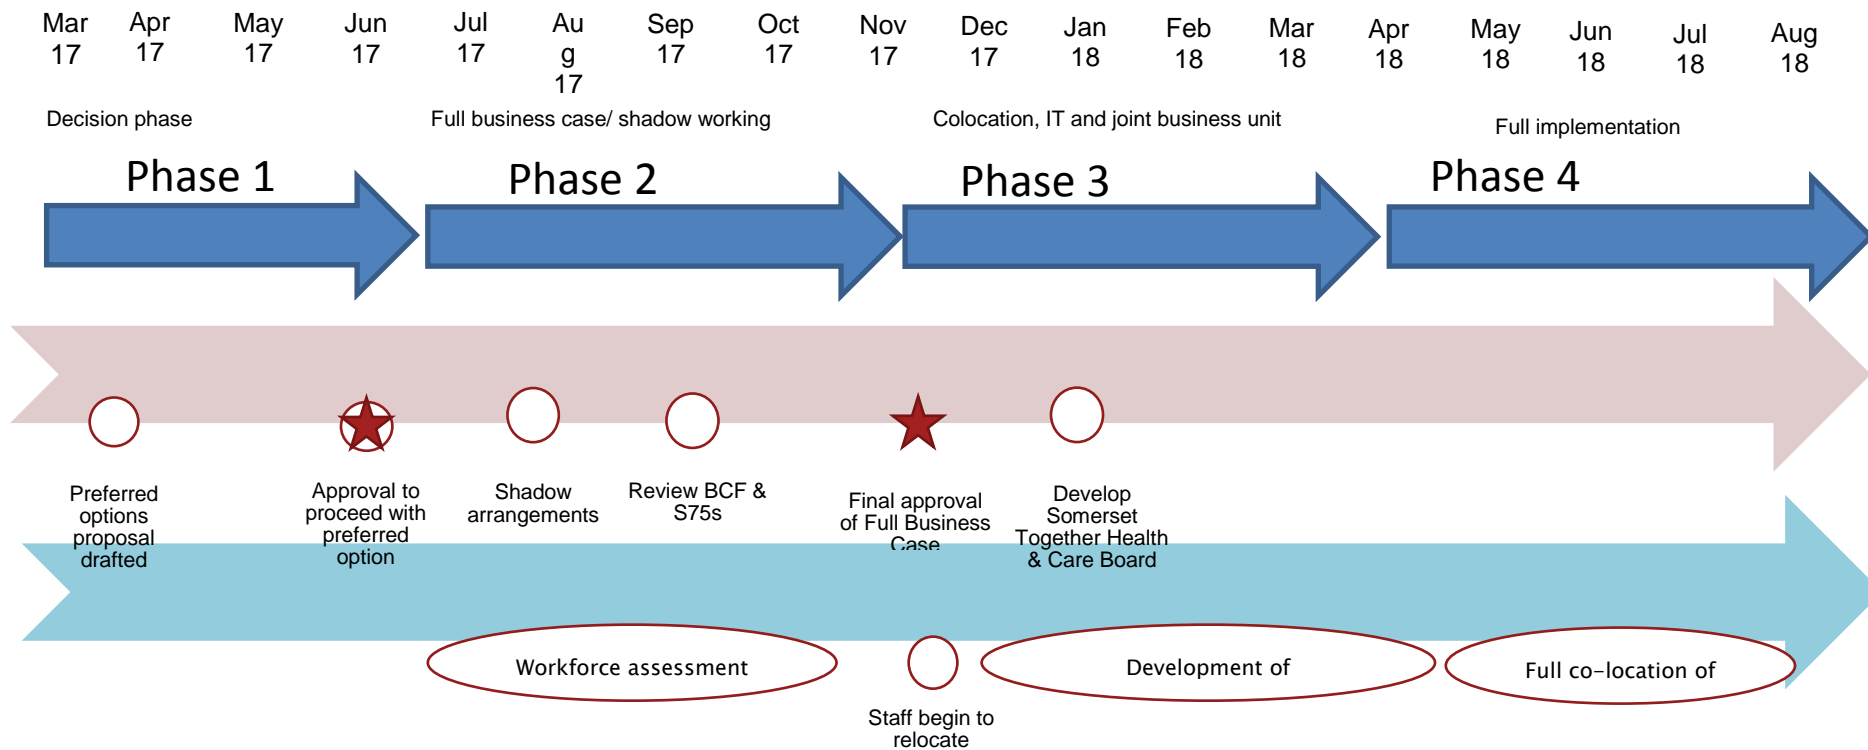 Mar
17
Apr
17
May
17
Jun
17
Jul
17
Au
g
17
Sep
17
Oct
17
Nov
17
Dec
17
Jan
18
Feb
18
Mar
18
Apr
18
May
18
Jun
18
Jul
18
Aug
18
Decision phase
Full business case/ shadow working
Colocation, IT and joint business unit
Full implementation
Phase 1
Phase 2
Phase 3
Phase 4
Preferred
options
proposal
drafted
Approval to
proceed with
preferred
option
Shadow
arrangements
Review BCF &
S75s
Final approval
of Full Business
Case
Develop
Somerset
Together Health
& Care Board
Workforce assessment
Staff begin to
relocate
Development of
Full co-location of